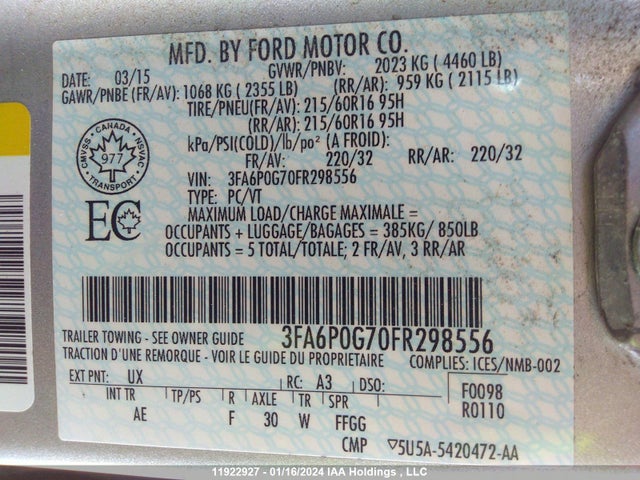 MFD. BY FORD MOTOR CO.
DATE: 03/15 GVWR/PNBV: 2023 KG ( 4460 LB)
GAWR/PNBE (FR/AV): 1068 KG ( 2355 LB) (RR/AR): 959 KG ( 2115 LB)
TIRE/PNEU(FR/AV): 215/60R16 95H
(RR/AR): 215/60R16 95H
kPa/PSI(COLD)/lb/po² (A FROID):
FR/AV: 220/32 RR/AR: 220/32
VIN: 3FA6P0G70FR298556
TYPE: PC/VT
MAXIMUM LOAD/CHARGE MAXIMALE =
OCCUPANTS + LUGGAGE/BAGAGES = 385KG/ 850LB
OCCUPANTS = 5 TOTAL/TOTALE; 2 FR/AV, 3 RR/AR
CANADA
CMVSS NSVAC
977
TRANSPORT
EC
TRAILER TOWING - SEE OWNER GUIDE 3FA6P0G70FR298556
TRACTION D'UNE REMORQUE - VOIR LE GUIDE DU PROPRIETAIRE COMPLIES: ICES/NMB-002
EXT PNT: UX RC: A3 DSO: F0098
INT TR TP/PS R AXLE TR SPR R0110
AE F 30 W FFGG
CMP ▽5U5A-5420472-AA
11922927 - 01/16/2024 IAA Holdings , LLC